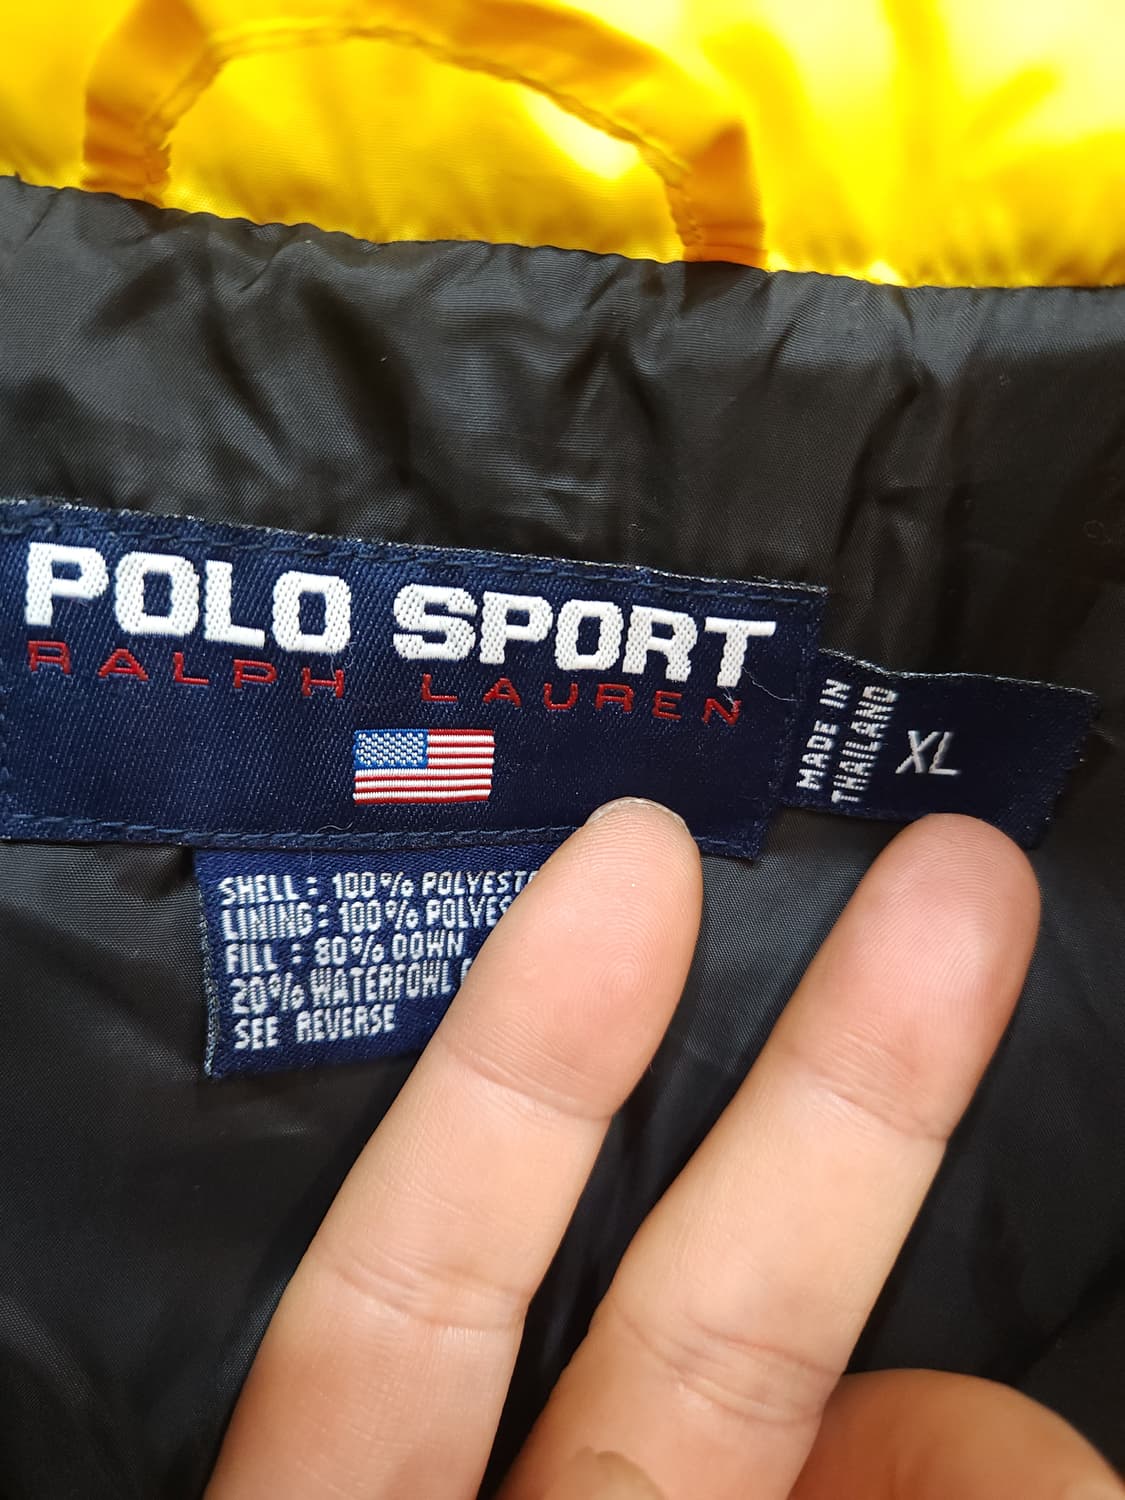 POLO SPORT
RALPH LAUREN
MADE IN
THAILAND
XL
SHELL: 100% POLYEST
LINING: 100% POLYES
FILL: 80% DOWN
20% WATERFOWL
SEE REVERSE